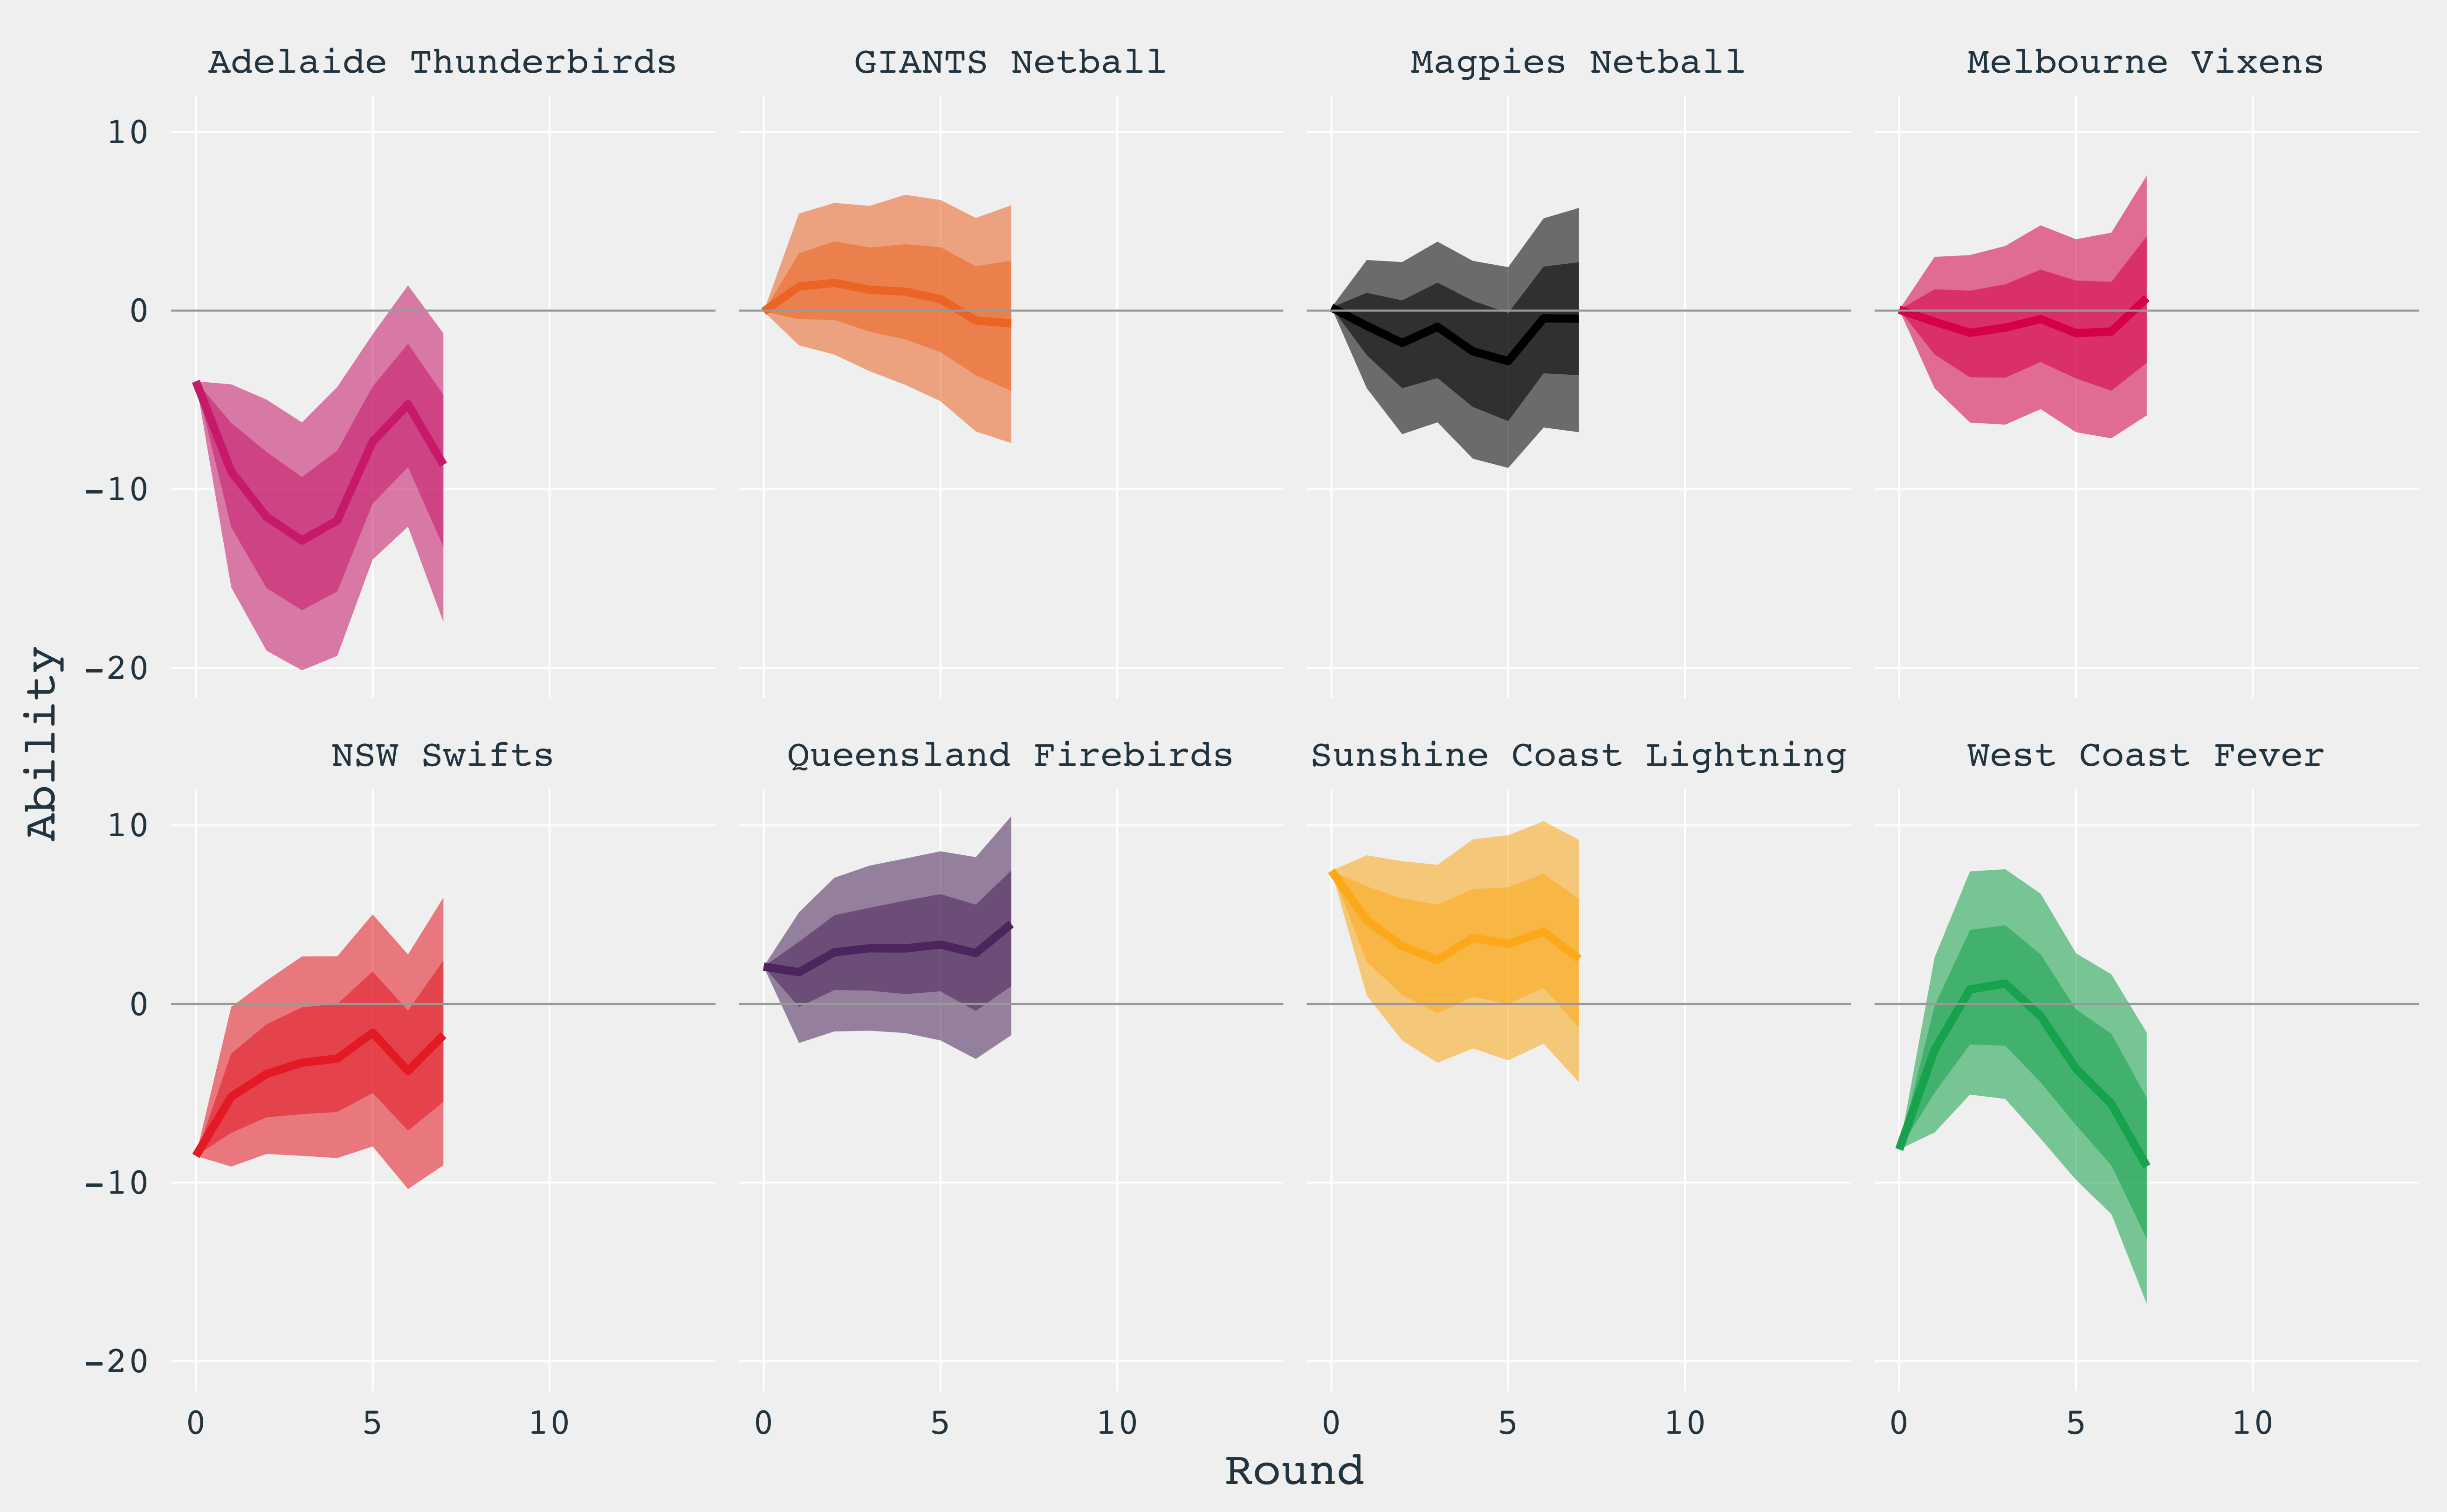 Adelaide Thunderbirds GIANTS Netball Magpies Netball Melbourne Vixens
10
0
-10
-20
Ability
NSW Swifts Queensland Firebirds Sunshine Coast Lightning West Coast Fever
10
0
-10
-20
0 5 10 0 5 10 0 5 10 0 5 10
Round